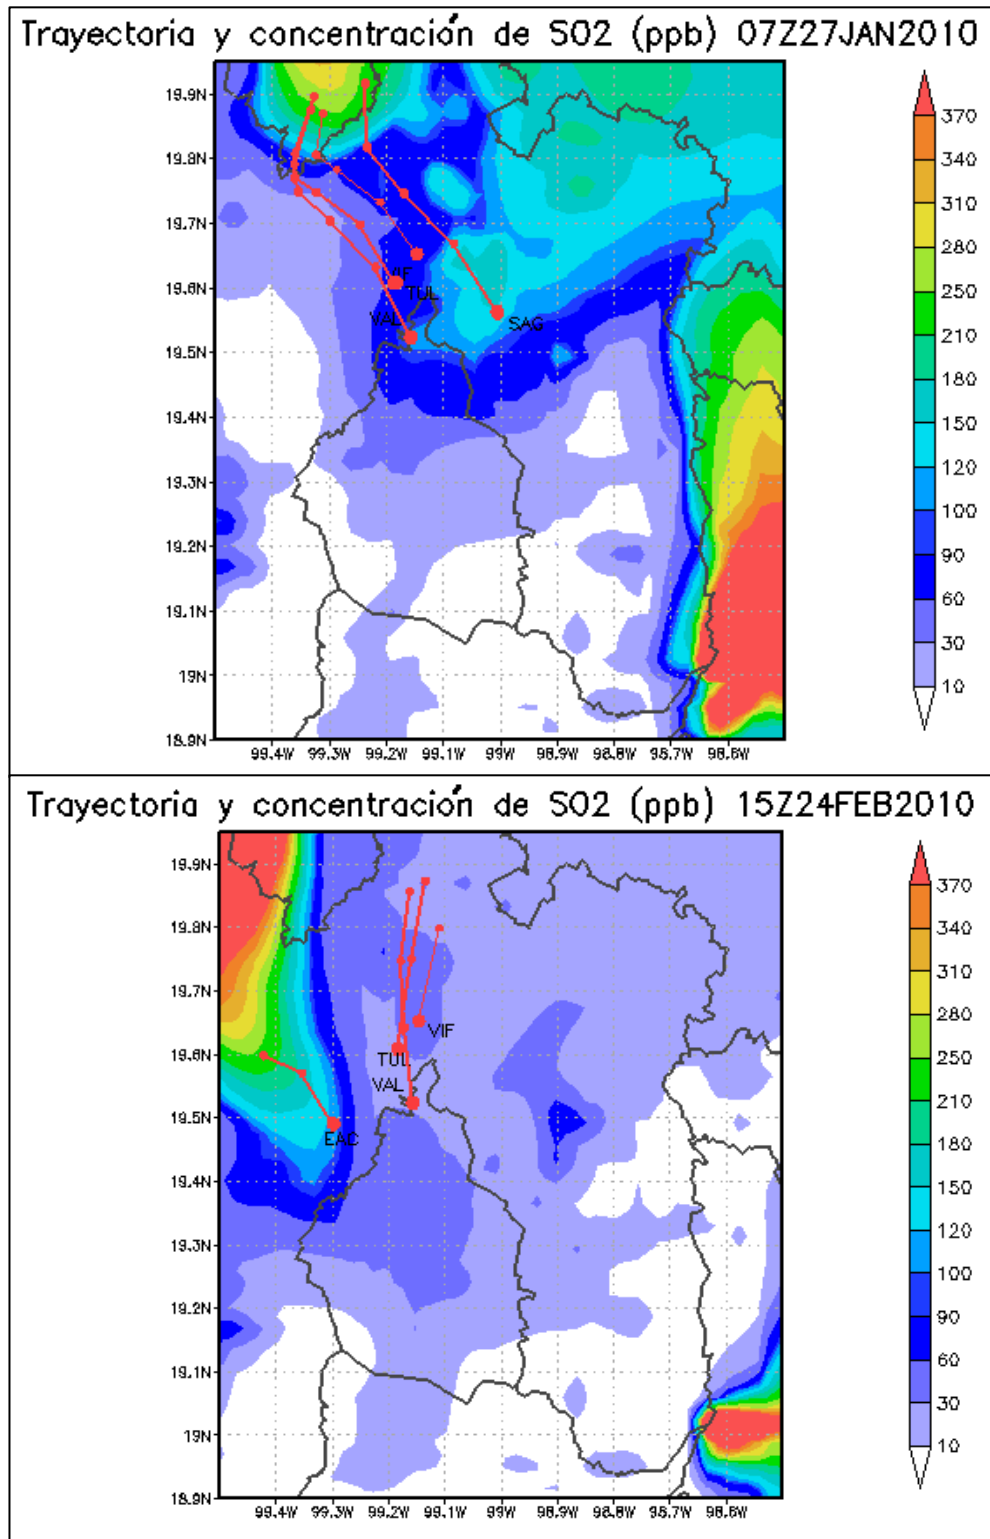 Trayectoria y concentración de SO2 (ppb) 07Z27JAN2010
19.9N
19.8N
19.7N
19.6N
19.5N
19.4N
19.3N
19.2N
19.1N
19N
18.9N
99.4W 99.3W 99.2W 99.1W 99W 98.9W 98.8W 98.7W 98.6W
VIF
TUL
VAL
SAG
370
340
310
280
250
210
180
150
120
100
90
60
30
10
Trayectoria y concentración de SO2 (ppb) 15Z24FEB2010
19.9N
19.8N
19.7N
19.6N
19.5N
19.4N
19.3N
19.2N
19.1N
19N
18.9N
99.4W 99.3W 99.2W 99.1W 99W 98.9W 98.8W 98.7W 98.6W
VIF
TUL
VAL
EAC
370
340
310
280
250
210
180
150
120
100
90
60
30
10